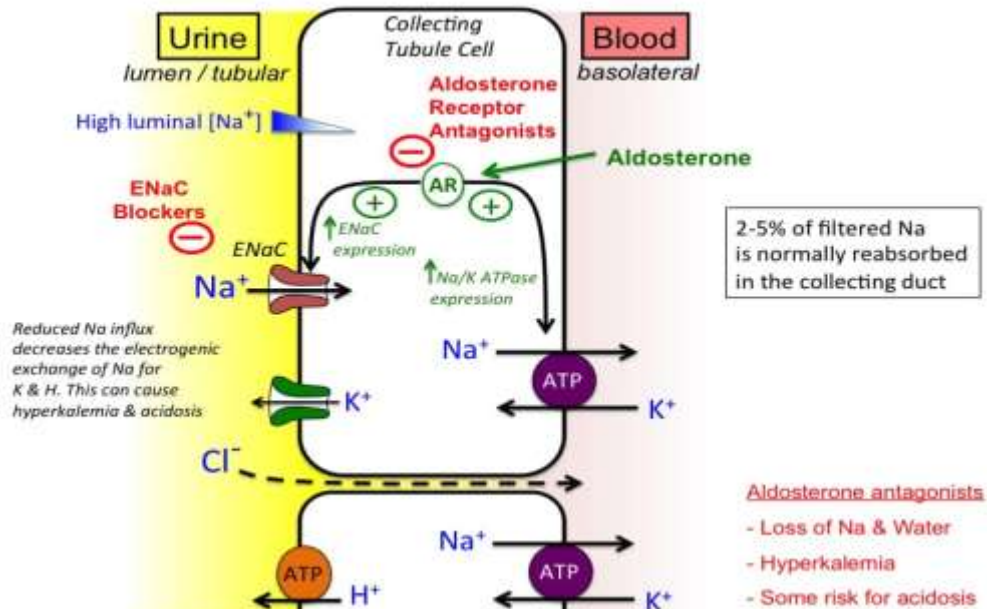 Urine
lumen / tubular
Collecting
Tubule Cell
Blood
basolateral
High luminal [Na⁺]
Aldosterone
Receptor
Antagonists
−
Aldosterone
AR
+
+
ENaC
Blockers
−
ENaC
↑ENaC
expression
↑Na/K ATPase
expression
2-5% of filtered Na
is normally reabsorbed
in the collecting duct
Na⁺
Reduced Na influx
decreases the electrogenic
exchange of Na for
K & H. This can cause
hyperkalemia & acidosis
Na⁺
ATP
K⁺
K⁺
Cl⁻
Na⁺
ATP
ATP
H⁺
K⁺
Aldosterone antagonists
- Loss of Na & Water
- Hyperkalemia
- Some risk for acidosis